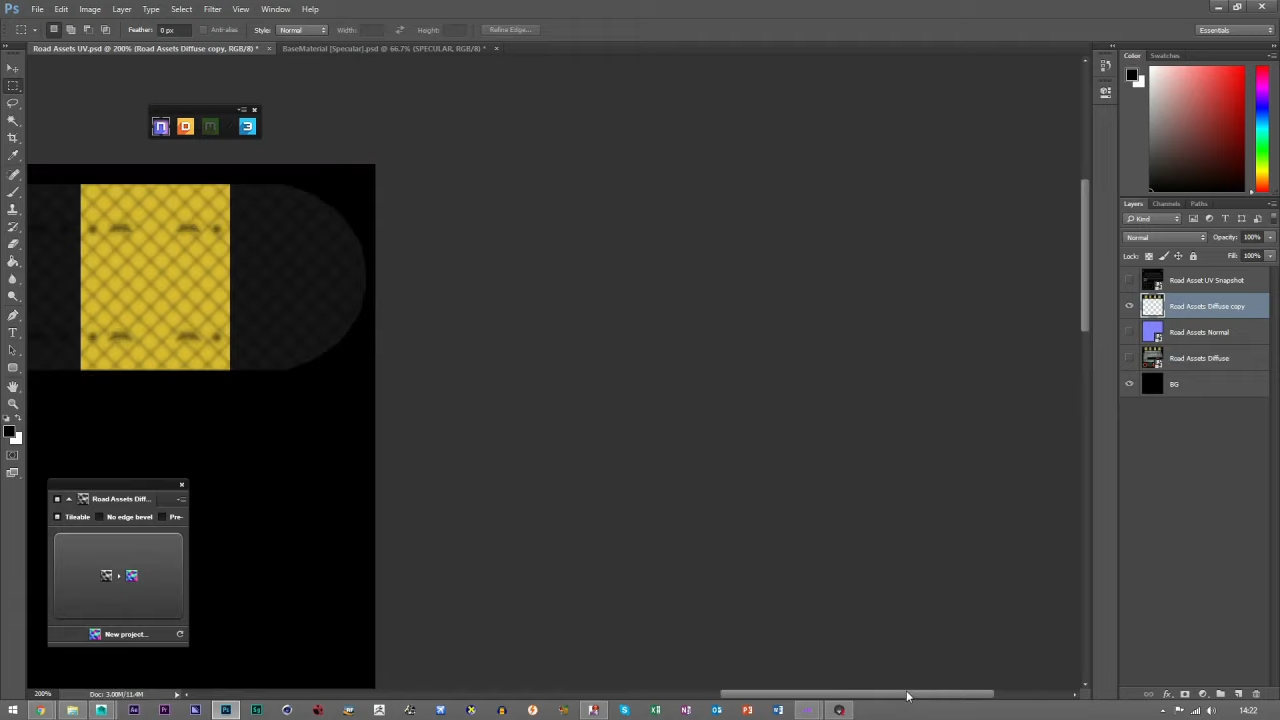 Ps File Edit Image Layer Type Select Filter View Window Help
Feather: 0 px Anti-alias Style: Normal Width: Height: Refine Edge... Essentials
Road Assets UV.psd @ 200% (Road Assets Diffuse copy, RGB/8) * × BaseMaterial [Specular].psd @ 66.7% (SPECULAR, RGB/8) * ×
Color Swatches
Layers Channels Paths
Kind
Normal Opacity: 100%
Lock: Fill: 100%
Road Asset UV Snapshot
Road Assets Diffuse copy
Road Assets Normal
Road Assets Diffuse
BG
Road Assets Diff...
Tileable No edge bevel Pre-
New project...
200% Doc: 3.00M/11.4M
14:22